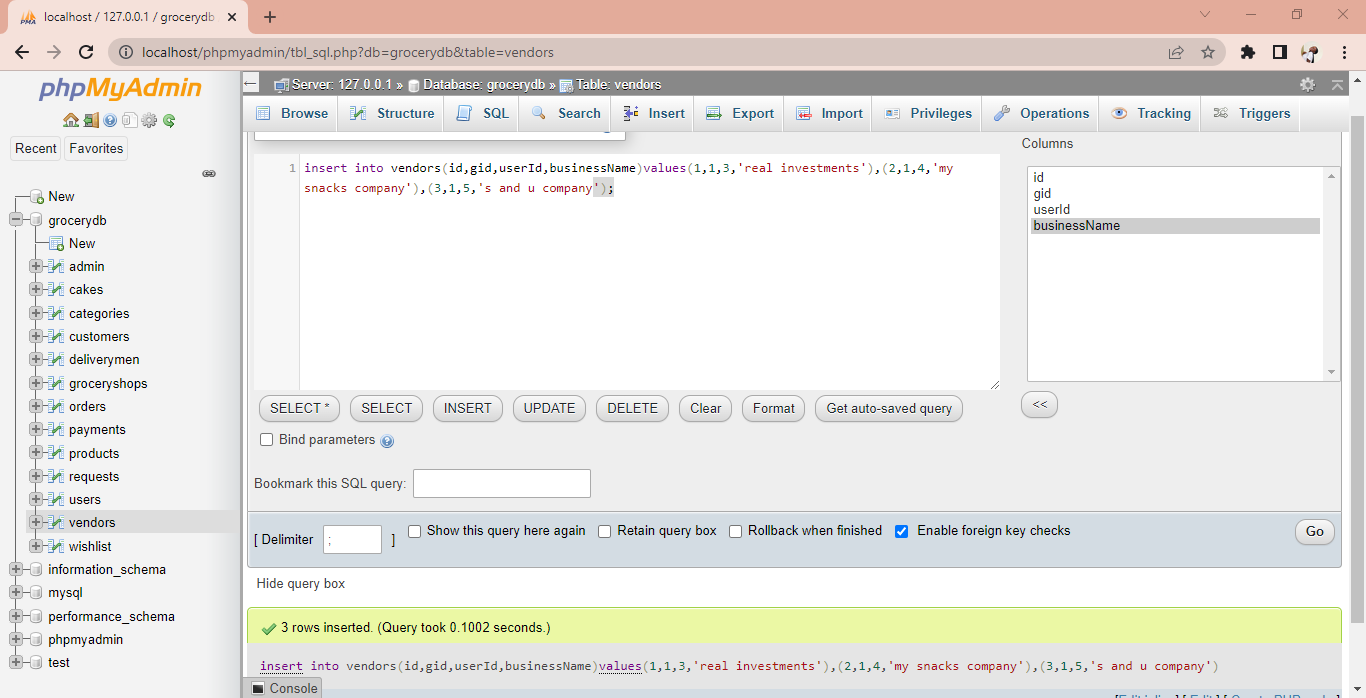 localhost / 127.0.0.1 / grocerydb
localhost/phpmyadmin/tbl_sql.php?db=grocerydb&table=vendors
phpMyAdmin
Recent
Favorites
New
grocerydb
New
admin
cakes
categories
customers
deliverymen
groceryshops
orders
payments
products
requests
users
vendors
wishlist
information_schema
mysql
performance_schema
phpmyadmin
test
Server: 127.0.0.1 » Database: grocerydb » Table: vendors
Browse Structure SQL Search Insert Export Import Privileges Operations Tracking Triggers
1 insert into vendors(id,gid,userId,businessName)values(1,1,3,'real investments'),(2,1,4,'my
snacks company'),(3,1,5,'s and u company');
Columns
id
gid
userId
businessName
SELECT * SELECT INSERT UPDATE DELETE Clear Format Get auto-saved query <<
Bind parameters
Bookmark this SQL query:
[ Delimiter ; ] Show this query here again Retain query box Rollback when finished Enable foreign key checks Go
Hide query box
3 rows inserted. (Query took 0.1002 seconds.)
insert into vendors(id,gid,userId,businessName)values(1,1,3,'real investments'),(2,1,4,'my snacks company'),(3,1,5,'s and u company')
Console